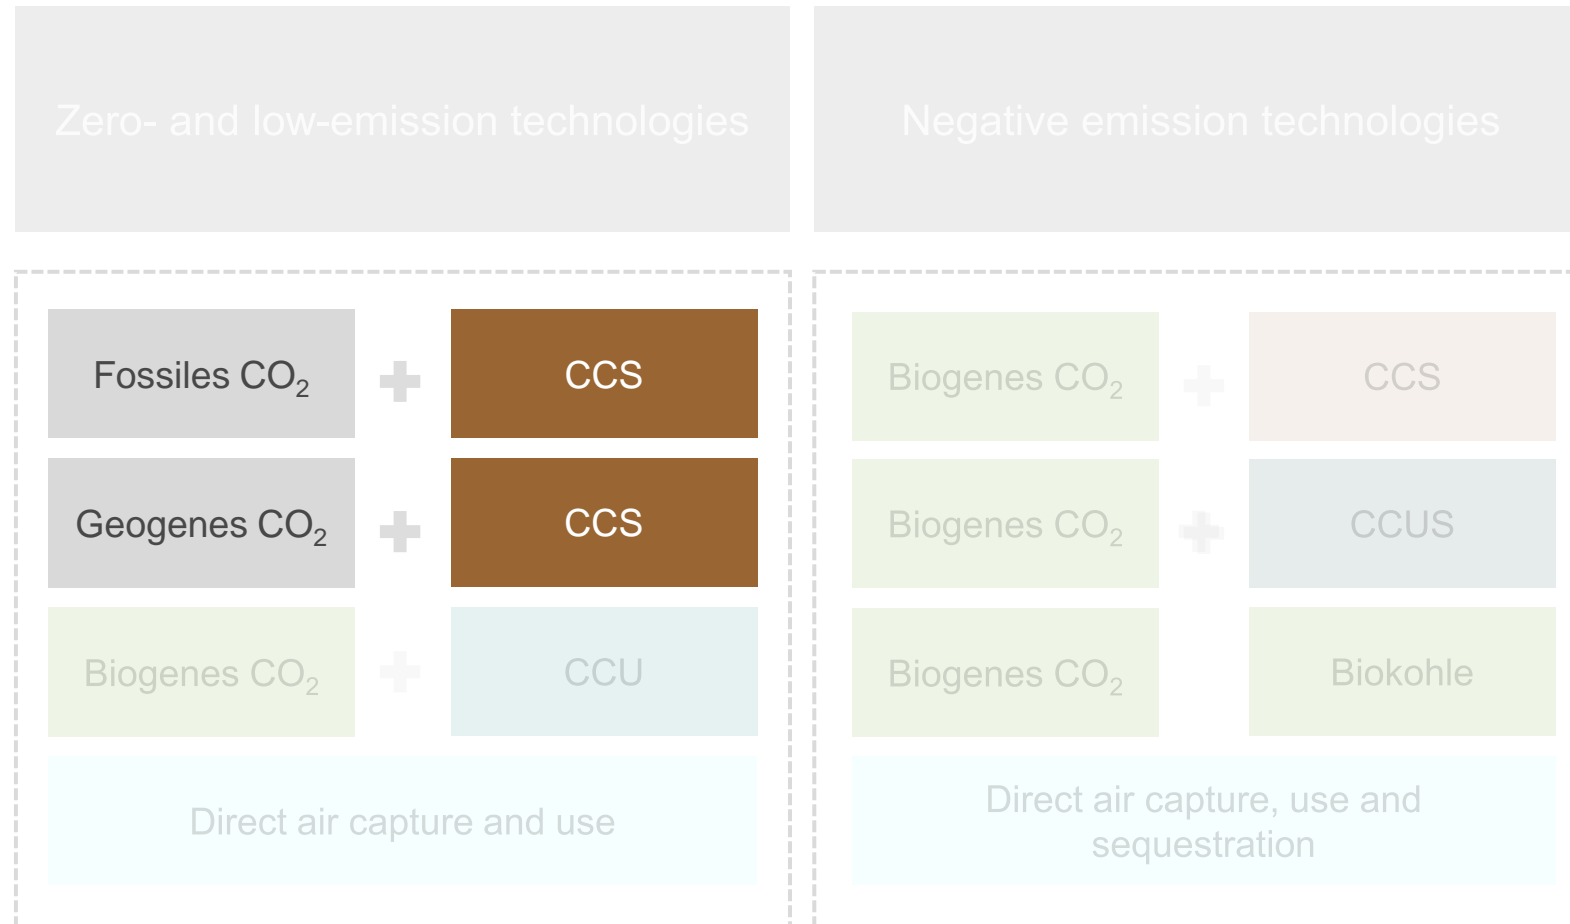 Zero- and low-emission technologies
Negative emission technologies
Fossiles CO₂
CCS
Geogenes CO₂
CCS
Biogenes CO₂
CCU
Direct air capture and use
Biogenes CO₂
CCS
Biogenes CO₂
CCUS
Biogenes CO₂
Biokohle
Direct air capture, use and
sequestration